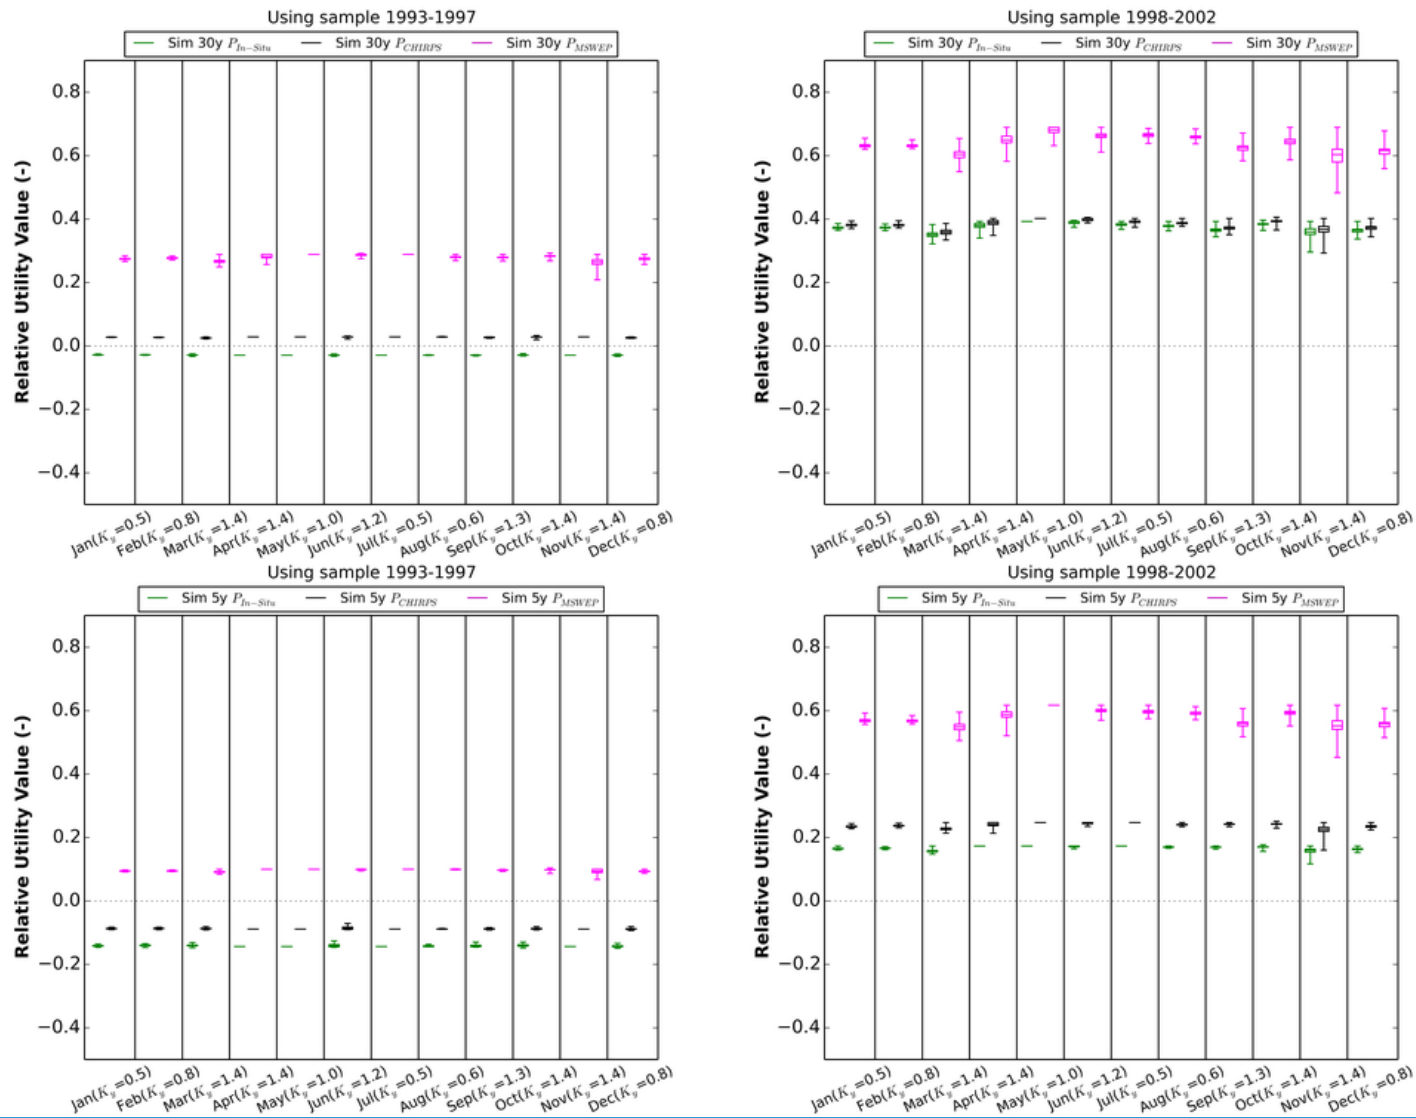 Using sample 1993-1997
Sim 30y P_In-Situ Sim 30y P_CHIRPS Sim 30y P_MSWEP
Relative Utility Value (-)
0.8
0.6
0.4
0.2
0.0
−0.2
−0.4
Jan(K_y=0.5) Feb(K_y=0.8) Mar(K_y=1.4) Apr(K_y=1.4) May(K_y=1.0) Jun(K_y=1.2) Jul(K_y=0.5) Aug(K_y=0.6) Sep(K_y=1.3) Oct(K_y=1.4) Nov(K_y=1.4) Dec(K_y=0.8)
Using sample 1998-2002
Sim 30y P_In-Situ Sim 30y P_CHIRPS Sim 30y P_MSWEP
Relative Utility Value (-)
0.8
0.6
0.4
0.2
0.0
−0.2
−0.4
Jan(K_y=0.5) Feb(K_y=0.8) Mar(K_y=1.4) Apr(K_y=1.4) May(K_y=1.0) Jun(K_y=1.2) Jul(K_y=0.5) Aug(K_y=0.6) Sep(K_y=1.3) Oct(K_y=1.4) Nov(K_y=1.4) Dec(K_y=0.8)
Using sample 1993-1997
Sim 5y P_In-Situ Sim 5y P_CHIRPS Sim 5y P_MSWEP
Relative Utility Value (-)
0.8
0.6
0.4
0.2
0.0
−0.2
−0.4
Jan(K_y=0.5) Feb(K_y=0.8) Mar(K_y=1.4) Apr(K_y=1.4) May(K_y=1.0) Jun(K_y=1.2) Jul(K_y=0.5) Aug(K_y=0.6) Sep(K_y=1.3) Oct(K_y=1.4) Nov(K_y=1.4) Dec(K_y=0.8)
Using sample 1998-2002
Sim 5y P_In-Situ Sim 5y P_CHIRPS Sim 5y P_MSWEP
Relative Utility Value (-)
0.8
0.6
0.4
0.2
0.0
−0.2
−0.4
Jan(K_y=0.5) Feb(K_y=0.8) Mar(K_y=1.4) Apr(K_y=1.4) May(K_y=1.0) Jun(K_y=1.2) Jul(K_y=0.5) Aug(K_y=0.6) Sep(K_y=1.3) Oct(K_y=1.4) Nov(K_y=1.4) Dec(K_y=0.8)